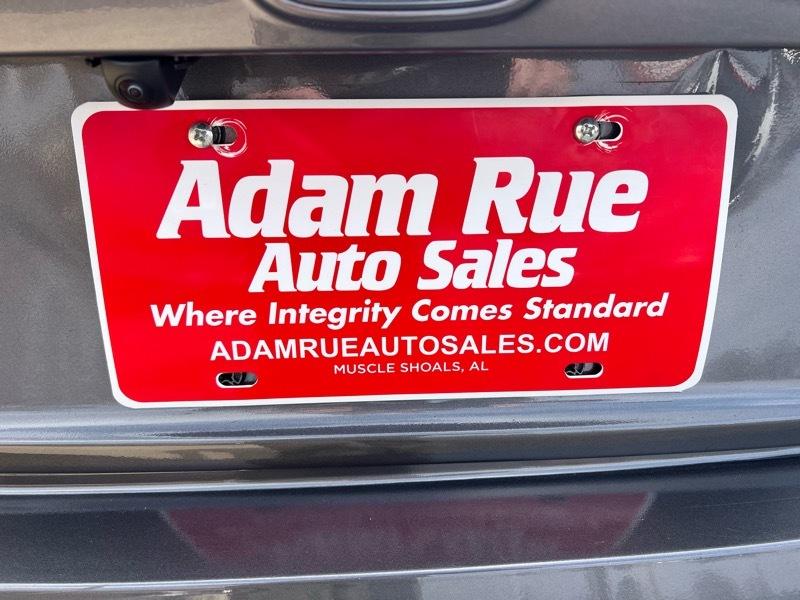 Adam Rue
Auto Sales
Where Integrity Comes Standard
ADAMRUEAUTOSALES.COM
MUSCLE SHOALS, AL